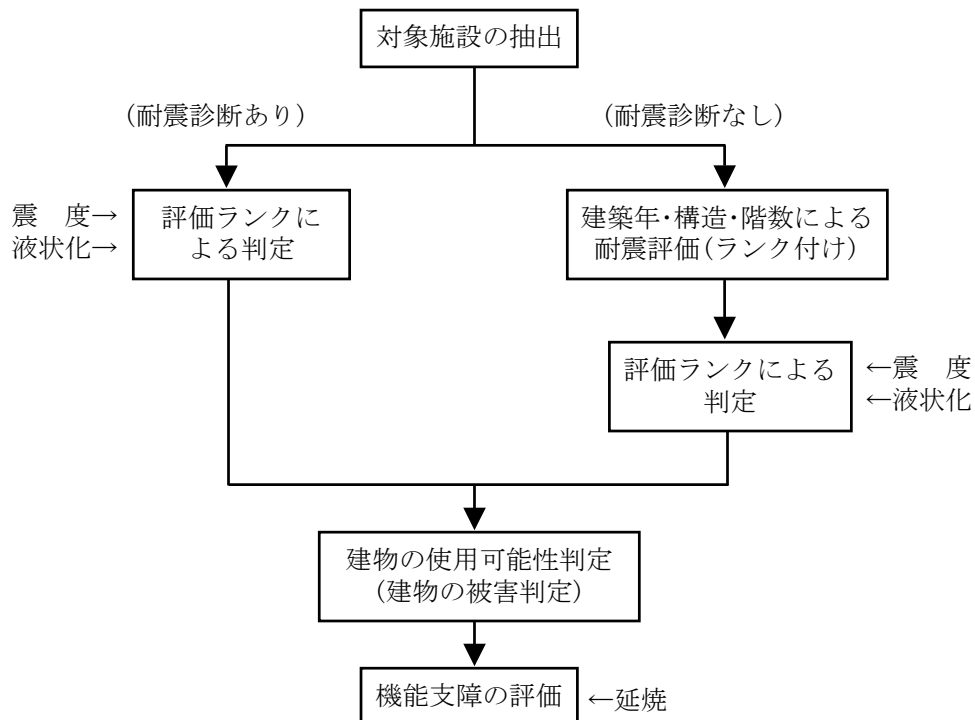 対象施設の抽出
（耐震診断あり）
（耐震診断なし）
震　度→
液状化→
評価ランクに
よる判定
建築年・構造・階数による
耐震評価（ランク付け）
評価ランクによる
判定
←震　度
←液状化
建物の使用可能性判定
（建物の被害判定）
機能支障の評価
←延焼